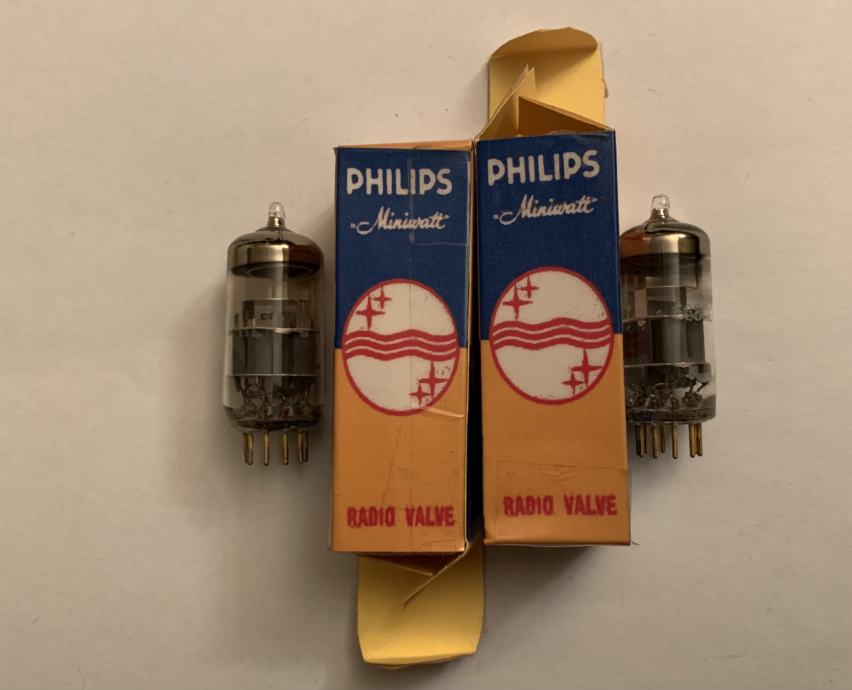 PHILIPS
"Miniwatt"
RADIO VALVE
PHILIPS
"Miniwatt"
RADIO VALVE